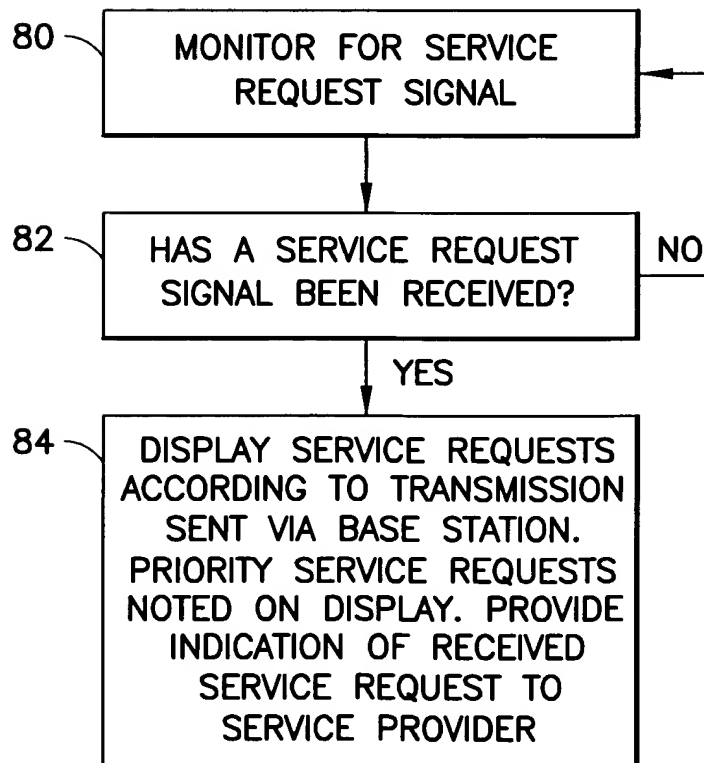 80
MONITOR FOR SERVICE
REQUEST SIGNAL
82
HAS A SERVICE REQUEST
SIGNAL BEEN RECEIVED?
NO
YES
84
DISPLAY SERVICE REQUESTS
ACCORDING TO TRANSMISSION
SENT VIA BASE STATION.
PRIORITY SERVICE REQUESTS
NOTED ON DISPLAY. PROVIDE
INDICATION OF RECEIVED
SERVICE REQUEST TO
SERVICE PROVIDER